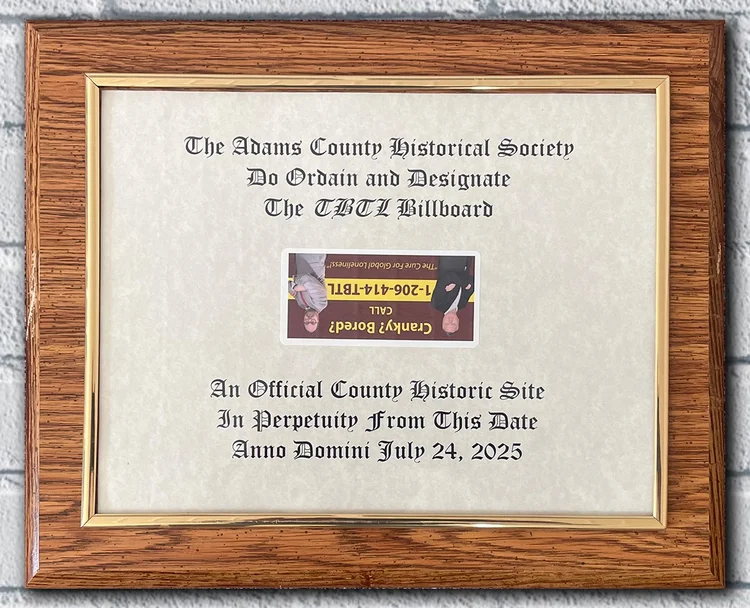 The Adams County Historical Society
Do Ordain and Designate
The TBTL Billboard
Cranky? Bored?
CALL
1-206-414-TBTL
"The Cure For Global Loneliness!"
An Official County Historic Site
In Perpetuity From This Date
Anno Domini July 24, 2025